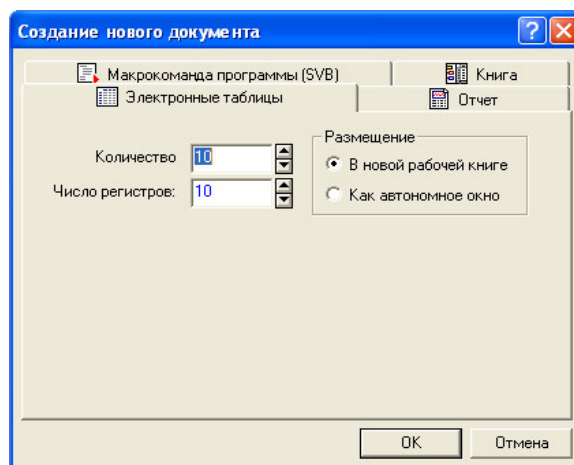 Создание нового документа
Макрокоманда программы (SVB)
Книга
Электронные таблицы
Отчет
Количество 10
Число регистров: 10
Размещение
В новой рабочей книге
Как автономное окно
OK
Отмена